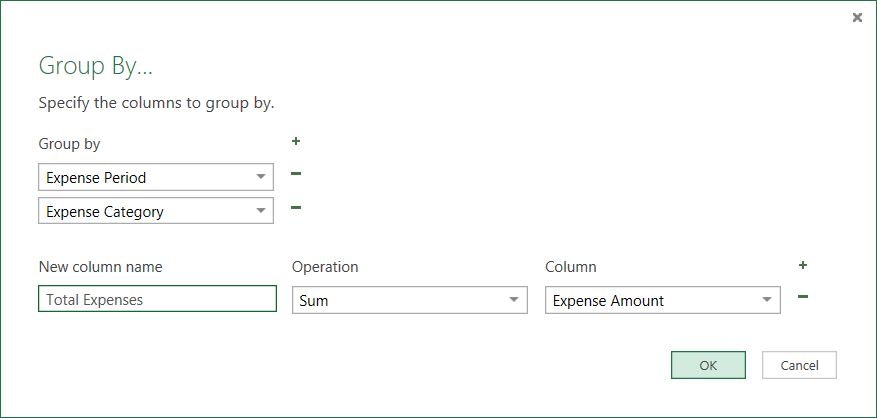 Group By...
Specify the columns to group by.
Group by +
Expense Period
Expense Category
New column name Operation Column +
Total Expenses Sum Expense Amount
OK Cancel